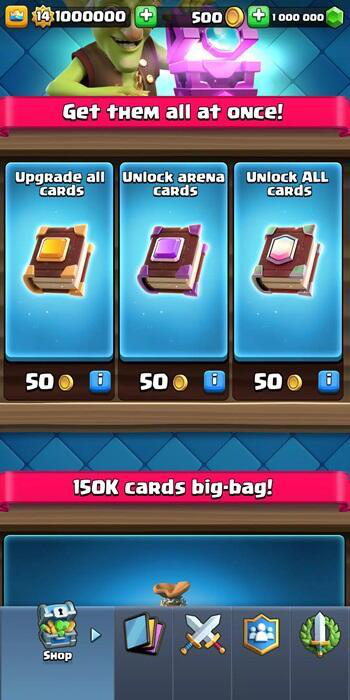 14 1000000 500 1 000 000
Get them all at once!
Upgrade all cards
Unlock arena cards
Unlock ALL cards
50 i 50 i 50 i
150K cards big-bag!
Shop